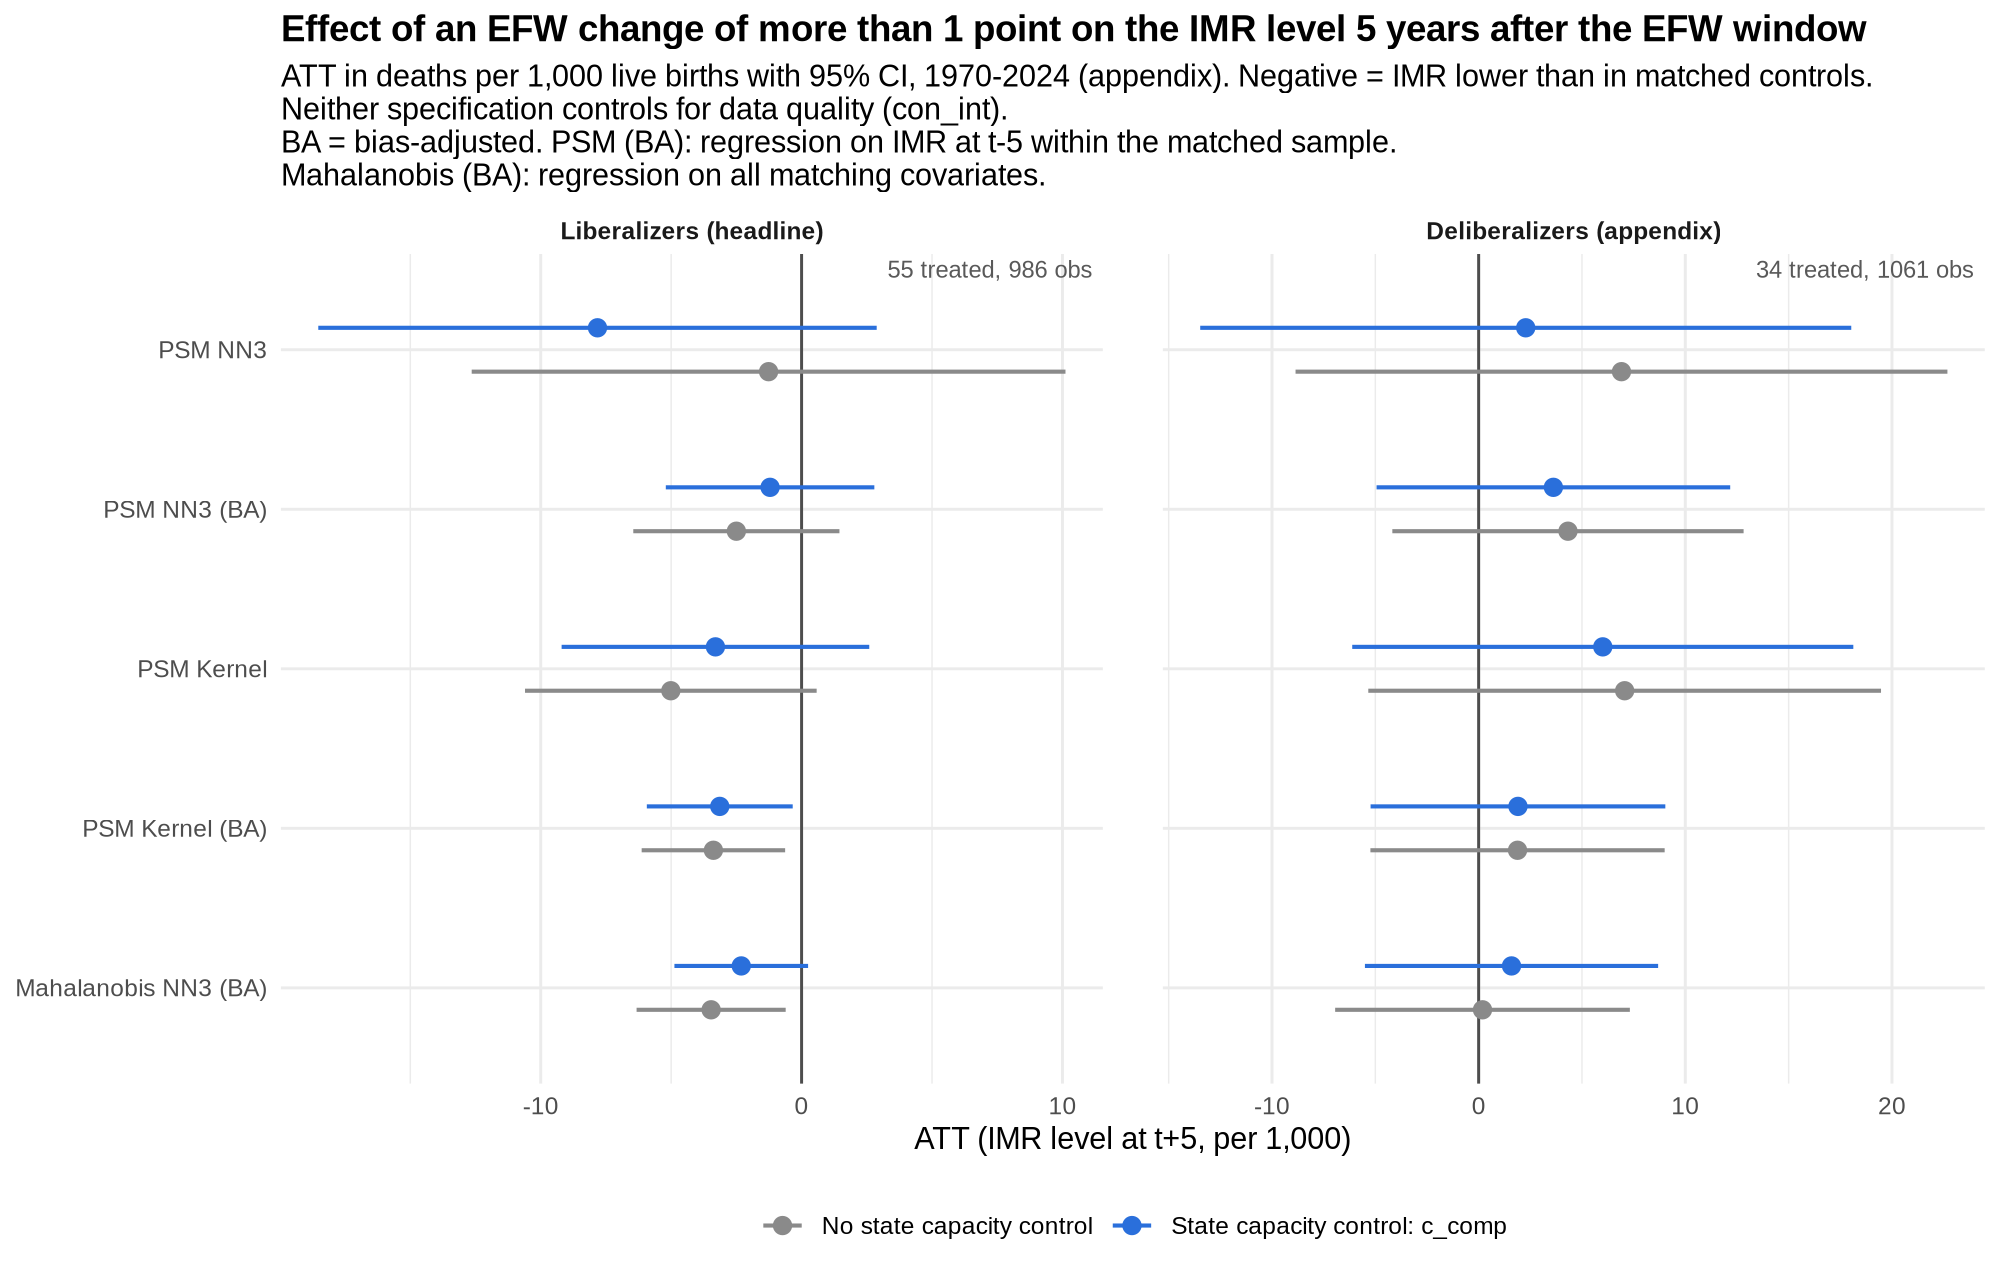 Effect of an EFW change of more than 1 point on the IMR level 5 years after the EFW window
ATT in deaths per 1,000 live births with 95% CI, 1970-2024 (appendix). Negative = IMR lower than in matched controls.
Neither specification controls for data quality (con_int).
BA = bias-adjusted. PSM (BA): regression on IMR at t-5 within the matched sample.
Mahalanobis (BA): regression on all matching covariates.
Liberalizers (headline)
Deliberalizers (appendix)
55 treated, 986 obs
34 treated, 1061 obs
PSM NN3
PSM NN3 (BA)
PSM Kernel
PSM Kernel (BA)
Mahalanobis NN3 (BA)
-10 0 10
-10 0 10 20
ATT (IMR level at t+5, per 1,000)
No state capacity control
State capacity control: c_comp